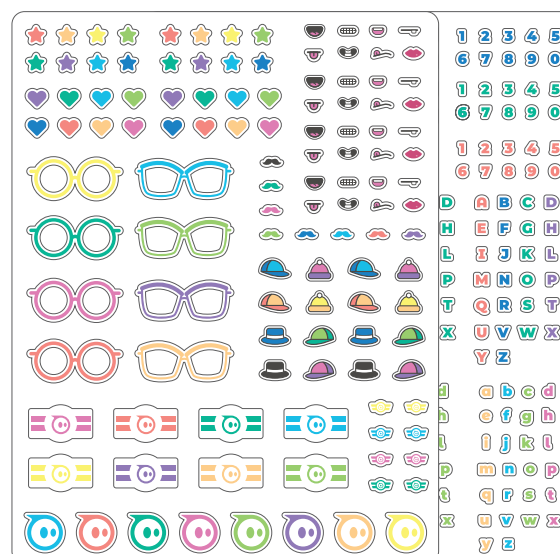 1 2 3 4 5
6 7 8 9 0
1 2 3 4 5
6 7 8 9 0
1 2 3 4 5
6 7 8 9 0
D A B C D
H E F G H
L I J K L
P M N O P
T Q R S T
X U V W X
Y Z
d a b c d
h e f g h
l i j k l
p m n o p
t q r s t
x u v w x
y z